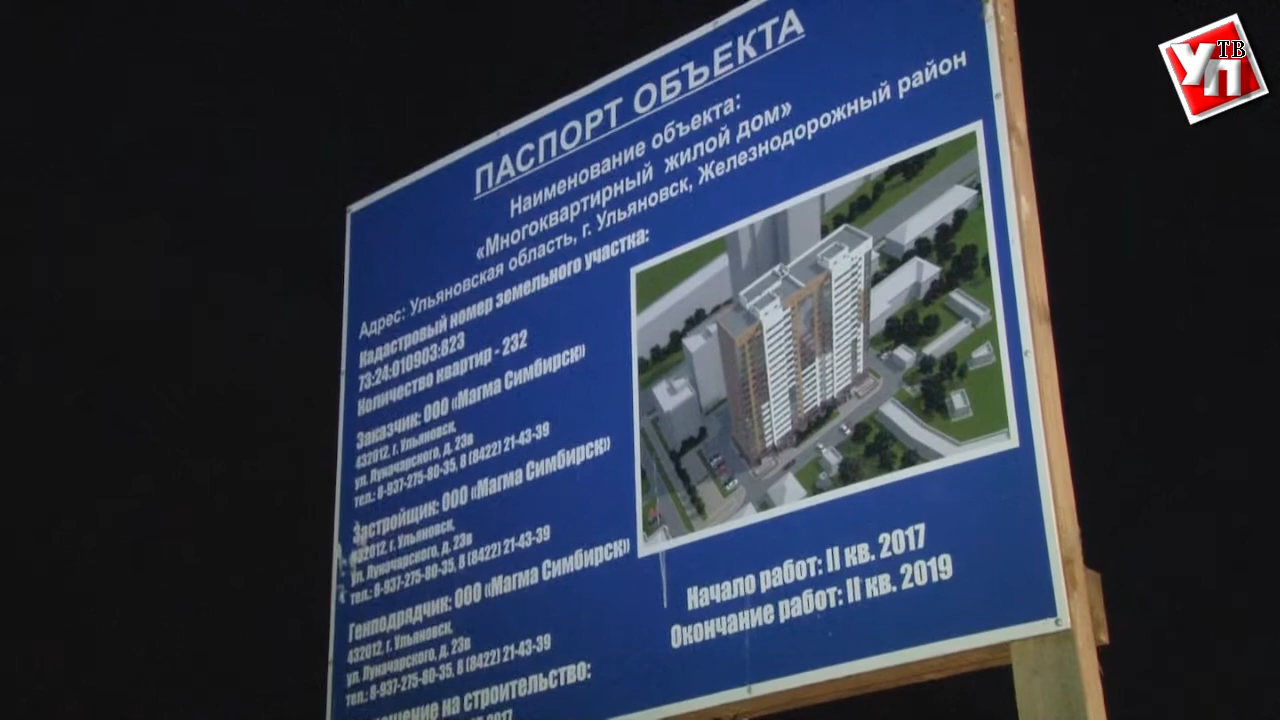 ПАСПОРТ ОБЪЕКТА
Наименование объекта:
«Многоквартирный жилой дом»
Адрес: Ульяновская область, г. Ульяновск, Железнодорожный район
Кадастровый номер земельного участка:
73:24:010903:823
Количество квартир - 232
Заказчик: ООО «Магма Симбирск»
432012, г. Ульяновск,
ул. Луначарского, д. 23в
тел.: 8-937-275-80-35, 8 (8422) 21-43-39
Застройщик: ООО «Магма Симбирск»
432012, г. Ульяновск,
ул. Луначарского, д. 23в
тел.: 8-937-275-80-35, 8 (8422) 21-43-39
Генподрядчик: ООО «Магма Симбирск»
432012, г. Ульяновск,
ул. Луначарского, д. 23в
тел.: 8-937-275-80-35, 8 (8422) 21-43-39
на строительство:
2017
Начало работ: II кв. 2017
Окончание работ: II кв. 2019
УП ТВ